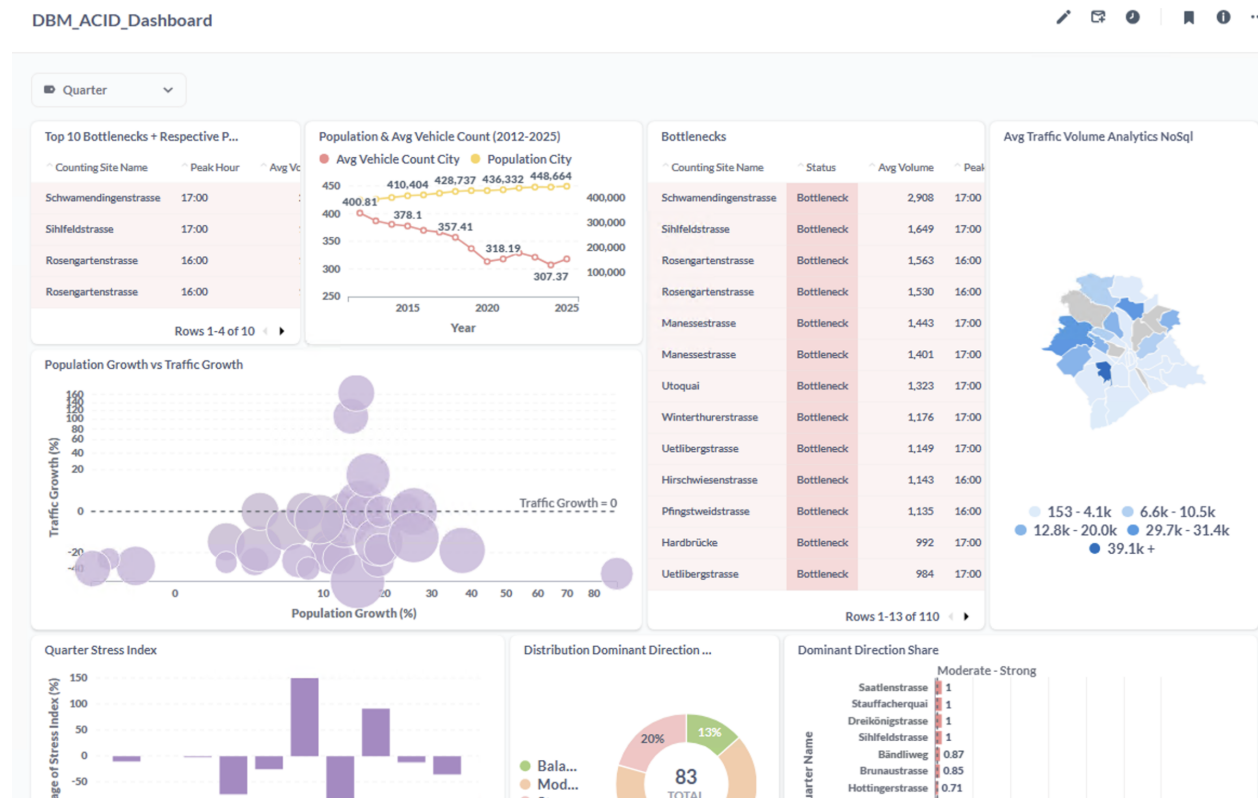 DBM_ACID_Dashboard
Quarter
Top 10 Bottlenecks + Respective P...
Counting Site Name Peak Hour Avg Vo
Schwamendingenstrasse 17:00
Sihlfeldstrasse 17:00
Rosengartenstrasse 16:00
Rosengartenstrasse 16:00
Rows 1-4 of 10
Population & Avg Vehicle Count (2012-2025)
Avg Vehicle Count City Population City
450
400
350
300
250
410,404 428,737 436,332 448,664
400.81
378.1
357.41
318.19
307.37
400,000
300,000
200,000
100,000
2015 2020 2025
Year
Bottlenecks
Counting Site Name Status Avg Volume Peak
Schwamendingenstrasse Bottleneck 2,908 17:00
Sihlfeldstrasse Bottleneck 1,649 17:00
Rosengartenstrasse Bottleneck 1,563 16:00
Rosengartenstrasse Bottleneck 1,530 16:00
Manessestrasse Bottleneck 1,443 17:00
Manessestrasse Bottleneck 1,401 17:00
Utoquai Bottleneck 1,323 17:00
Winterthurerstrasse Bottleneck 1,176 17:00
Uetlibergstrasse Bottleneck 1,149 17:00
Hirschwiesenstrasse Bottleneck 1,143 16:00
Pfingstweidstrasse Bottleneck 1,135 16:00
Hardbrücke Bottleneck 992 17:00
Uetlibergstrasse Bottleneck 984 17:00
Rows 1-13 of 110
Avg Traffic Volume Analytics NoSql
153 - 4.1k 6.6k - 10.5k
12.8k - 20.0k 29.7k - 31.4k
39.1k +
Population Growth vs Traffic Growth
Traffic Growth (%)
160
140
120
100
80
60
40
20
0
-20
-40
Traffic Growth = 0
0 10 20 30 40 50 60 70 80
Population Growth (%)
Quarter Stress Index
age of Stress Index (%)
150
100
50
0
-50
Distribution Dominant Direction ...
Bala...
Mod...
20%
13%
83
TOTAL
Dominant Direction Share
Moderate - Strong
uarter Name
Saatlenstrasse 1
Stauffacherquai 1
Dreikönigstrasse 1
Sihlfeldstrasse 1
Bändliweg 0.87
Brunaustrasse 0.85
Hottingerstrasse 0.71